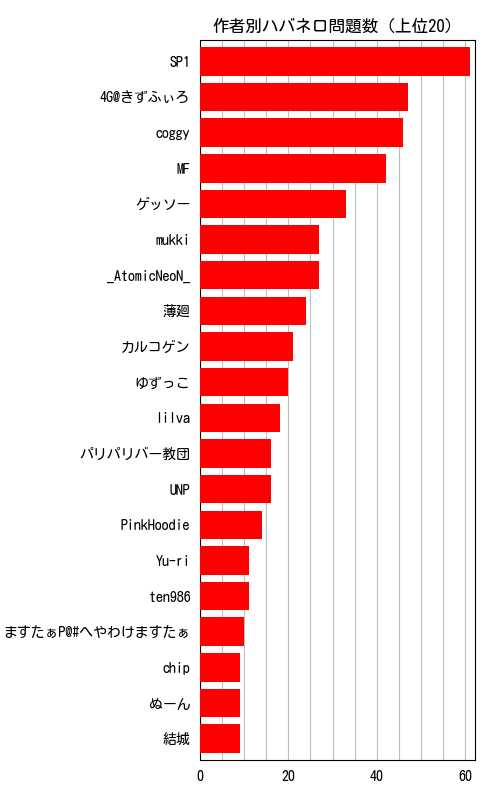 作者別ハバネロ問題数 (上位20)
SP1
4G@きずふぃろ
coggy
MF
ゲッソー
mukki
_AtomicNeoN_
薄廻
カルコゲン
ゆずっこ
lilva
パリパリバー教団
UNP
PinkHoodie
Yu-ri
ten986
ますたぁP@#へやわけますたぁ
chip
ぬーん
結城
0 20 40 60